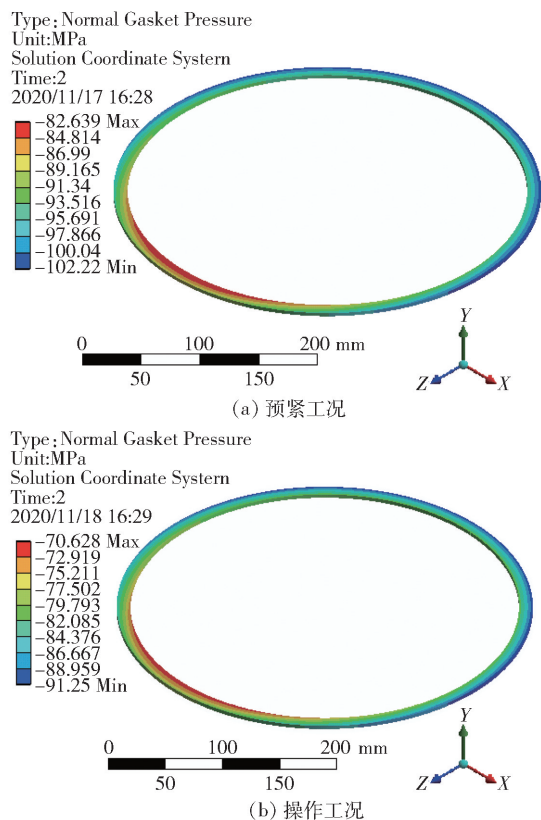 Type:Normal Gasket Pressure
Unit:MPa
Solution Coordinate Systern
Time:2
2020/11/17 16:28
-82.639 Max
-84.814
-86.99
-89.165
-91.34
-93.516
-95.691
-97.866
-100.04
-102.22 Min
0 100 200 mm
50 150
Y
Z X
(a) 预紧工况
Type:Normal Gasket Pressure
Unit:MPa
Solution Coordinate Systern
Time:2
2020/11/18 16:29
-70.628 Max
-72.919
-75.211
-77.502
-79.793
-82.085
-84.376
-86.667
-88.959
-91.25 Min
0 100 200 mm
50 150
Y
Z X
(b) 操作工况